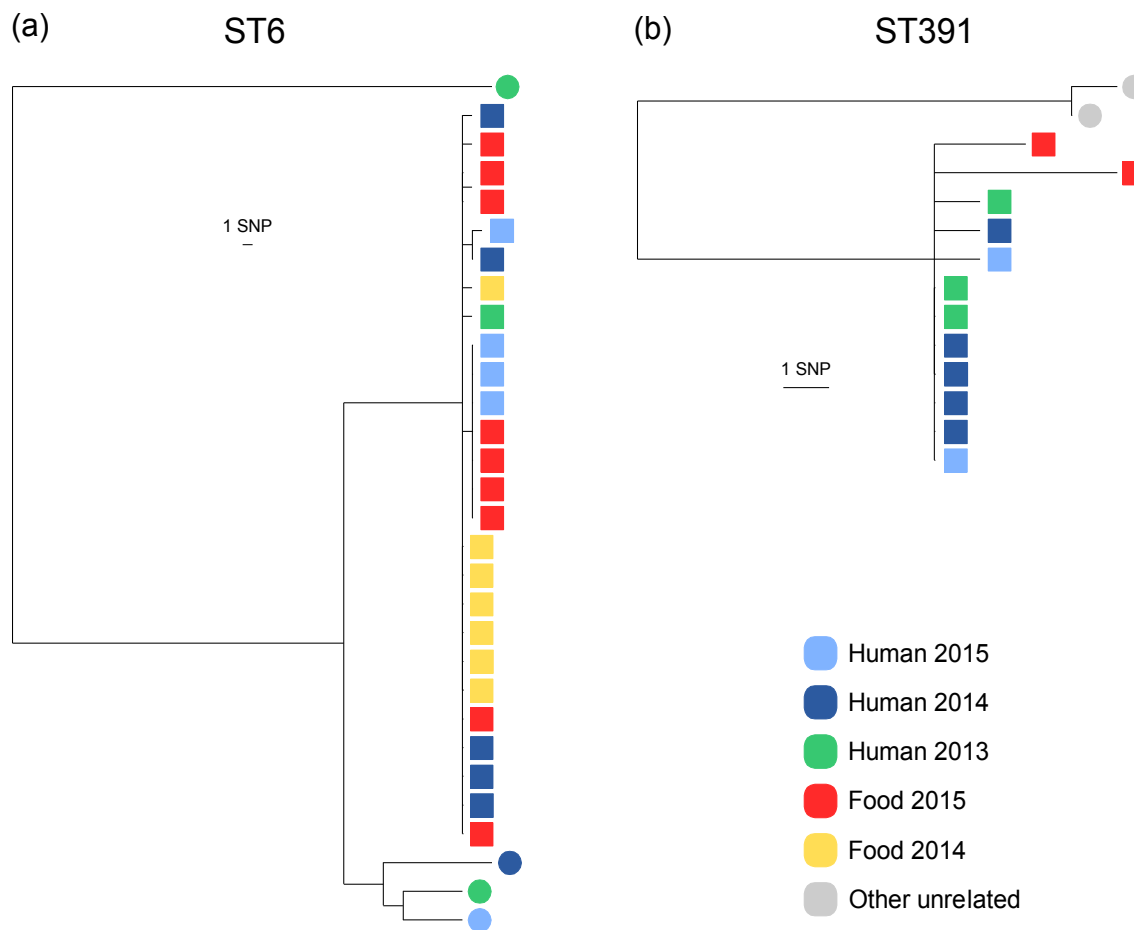 (a)
ST6
(b)
ST391
1 SNP
1 SNP
Human 2015
Human 2014
Human 2013
Food 2015
Food 2014
Other unrelated